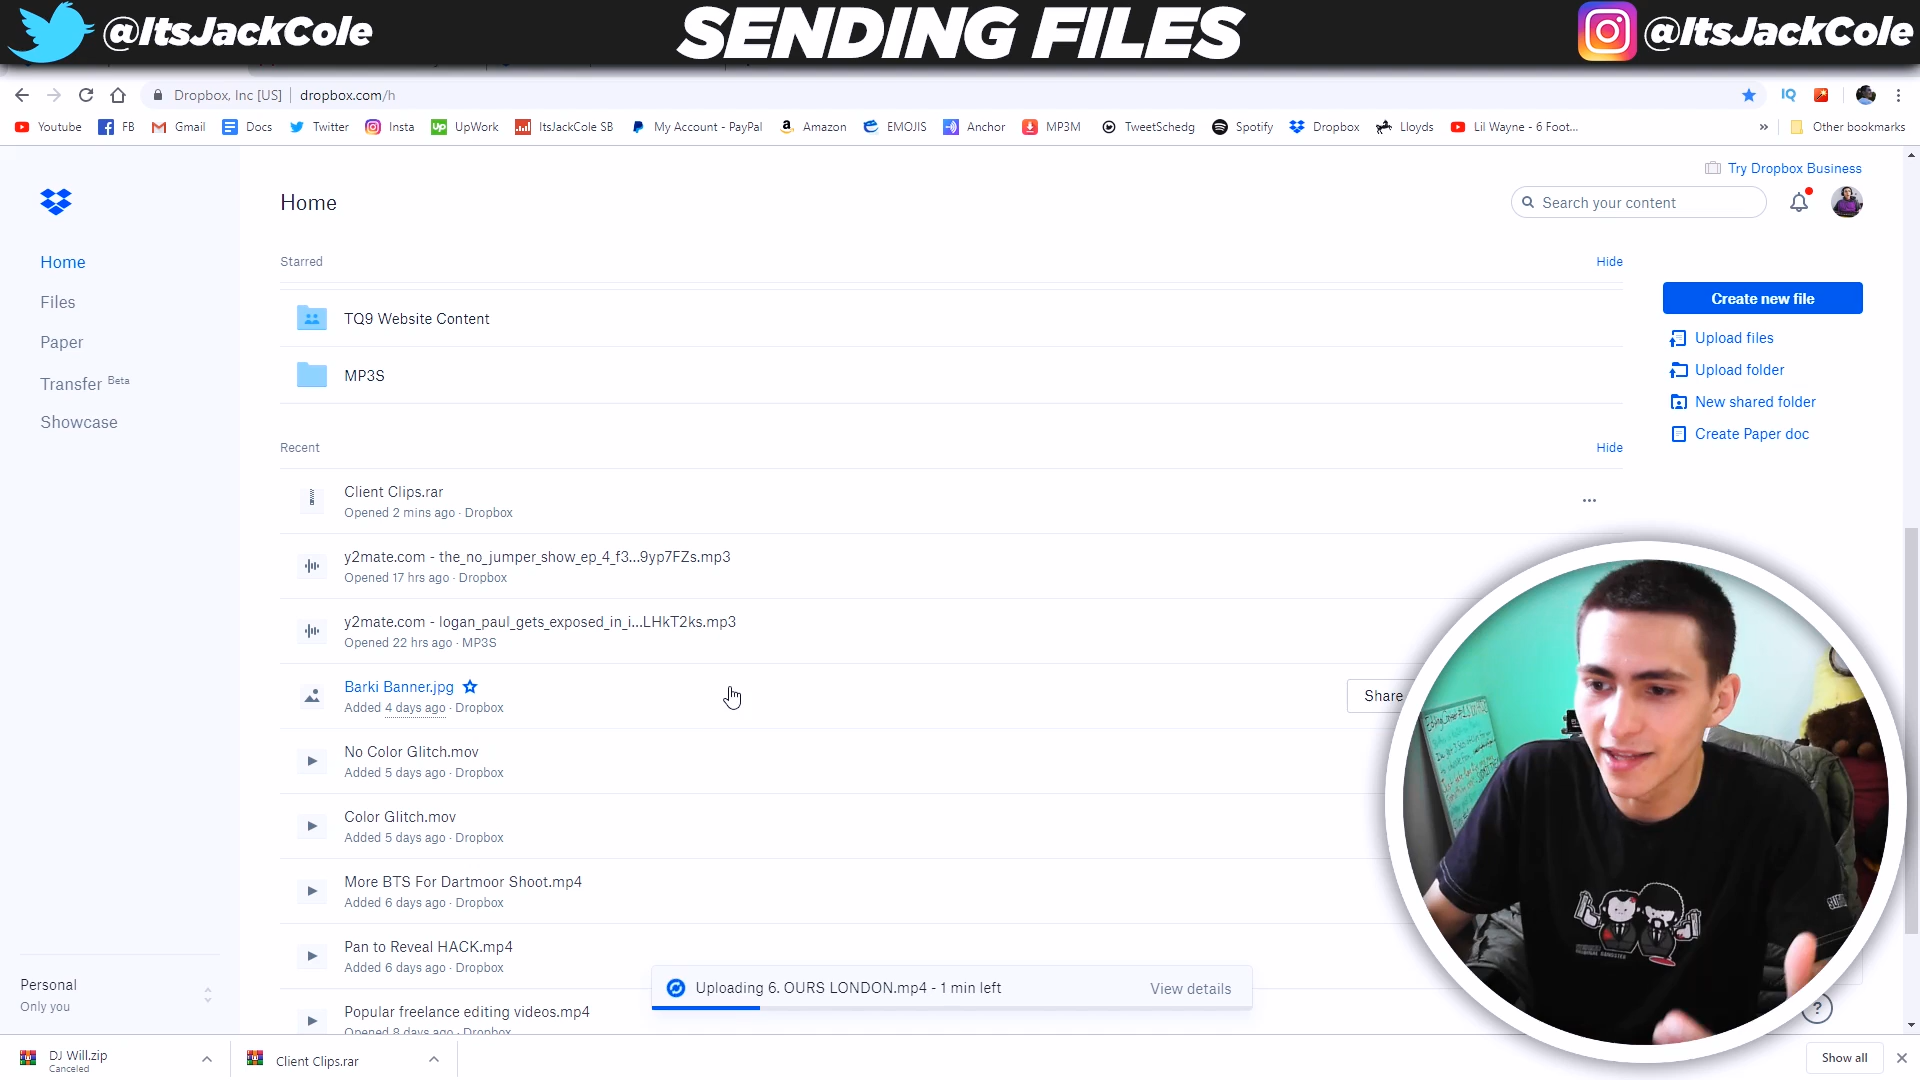 @ItsJackCole
SENDING FILES
@ItsJackCole
Dropbox, Inc [US] | dropbox.com/h
IQ
Youtube
FB
Gmail
Docs
Twitter
Insta
Up UpWork
ItsJackCole SB
My Account - PayPal
Amazon
EMOJIS
Anchor
MP3M
TweetSchedg
Spotify
Dropbox
Lloyds
Lil Wayne - 6 Foot...
»
Other bookmarks
Try Dropbox Business
Home
Search your content
Home
Files
Paper
Transfer Beta
Showcase
Starred
Hide
TQ9 Website Content
MP3S
Create new file
Upload files
Upload folder
New shared folder
Create Paper doc
Recent
Hide
Client Clips.rar
Opened 2 mins ago · Dropbox
...
y2mate.com - the_no_jumper_show_ep_4_f3...9yp7FZs.mp3
Opened 17 hrs ago · Dropbox
y2mate.com - logan_paul_gets_exposed_in_i...LHkT2ks.mp3
Opened 22 hrs ago · MP3S
Barki Banner.jpg
Added 4 days ago · Dropbox
Share
No Color Glitch.mov
Added 5 days ago · Dropbox
Color Glitch.mov
Added 5 days ago · Dropbox
More BTS For Dartmoor Shoot.mp4
Added 6 days ago · Dropbox
Pan to Reveal HACK.mp4
Added 6 days ago · Dropbox
Popular freelance editing videos.mp4
Opened 8 days ago · Dropbox
Uploading 6. OURS LONDON.mp4 - 1 min left
View details
Personal
Only you
?
DJ Will.zip
Canceled
Client Clips.rar
Show all